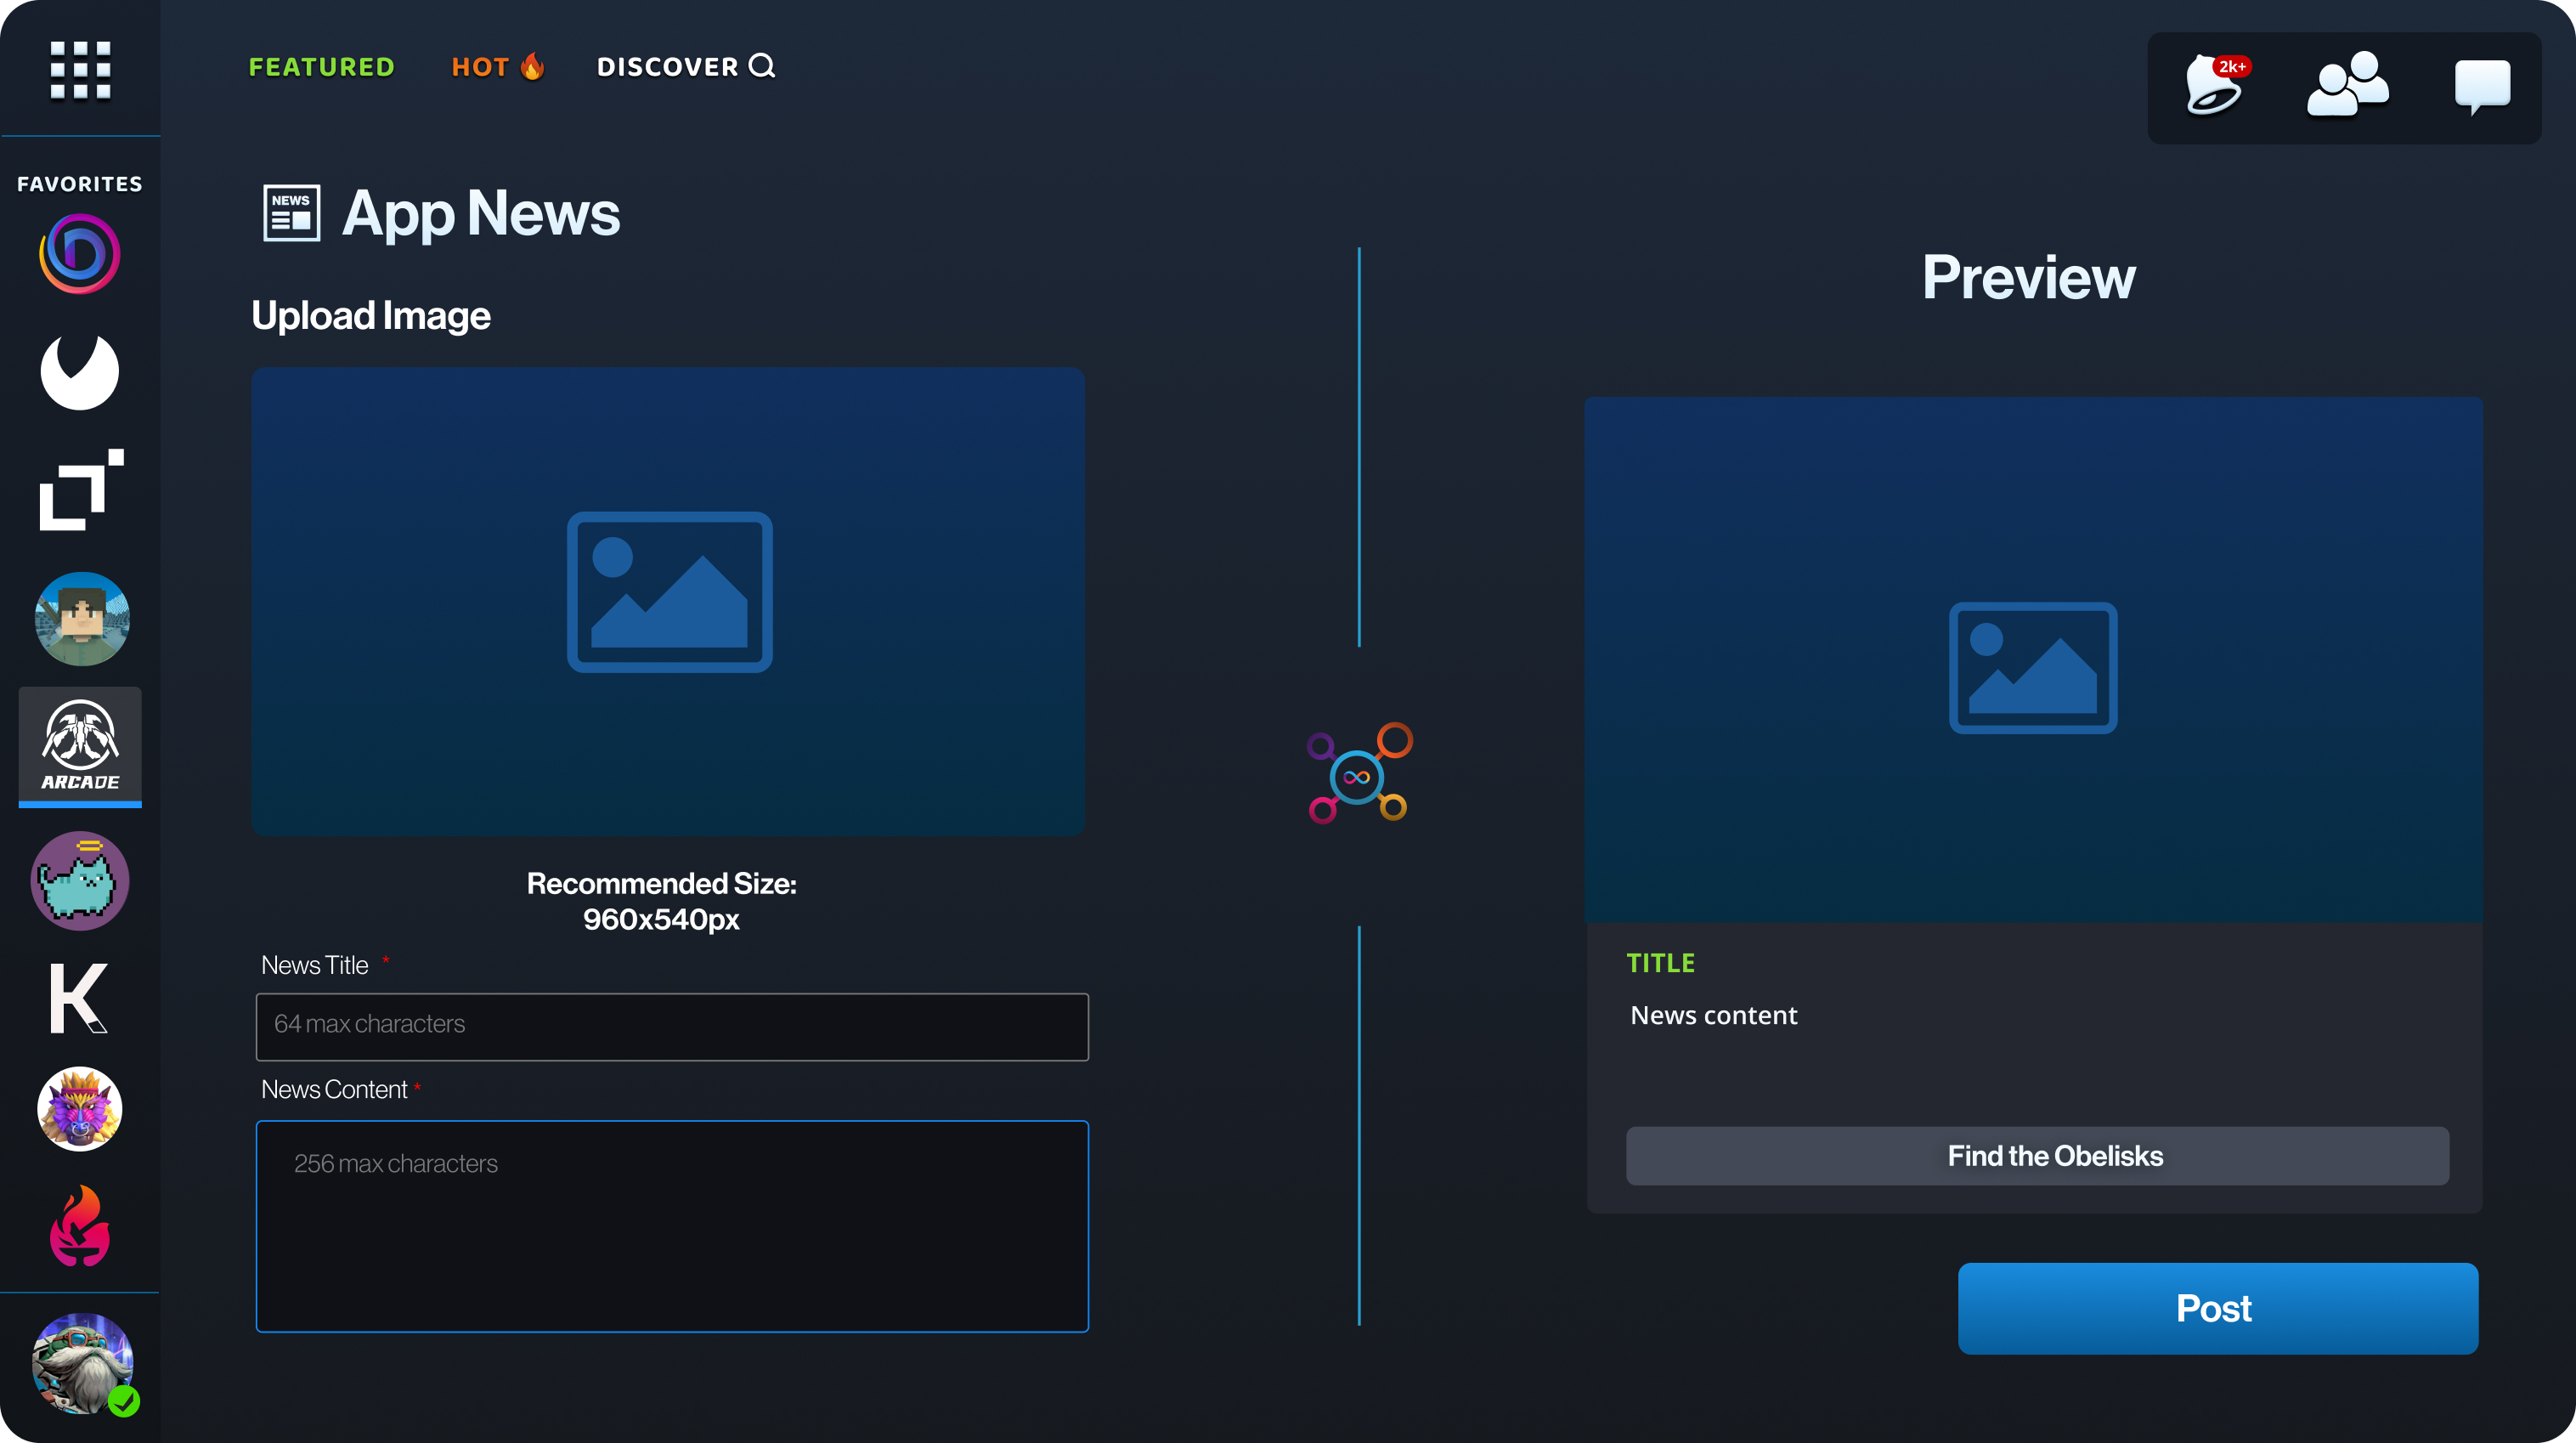 FEATURED
HOT
DISCOVER
2k+
FAVORITES
NEWS
App News
Preview
Upload Image
ARCADE
Recommended Size:
960x540px
News Title *
64 max characters
News Content *
256 max characters
TITLE
News content
Find the Obelisks
Post